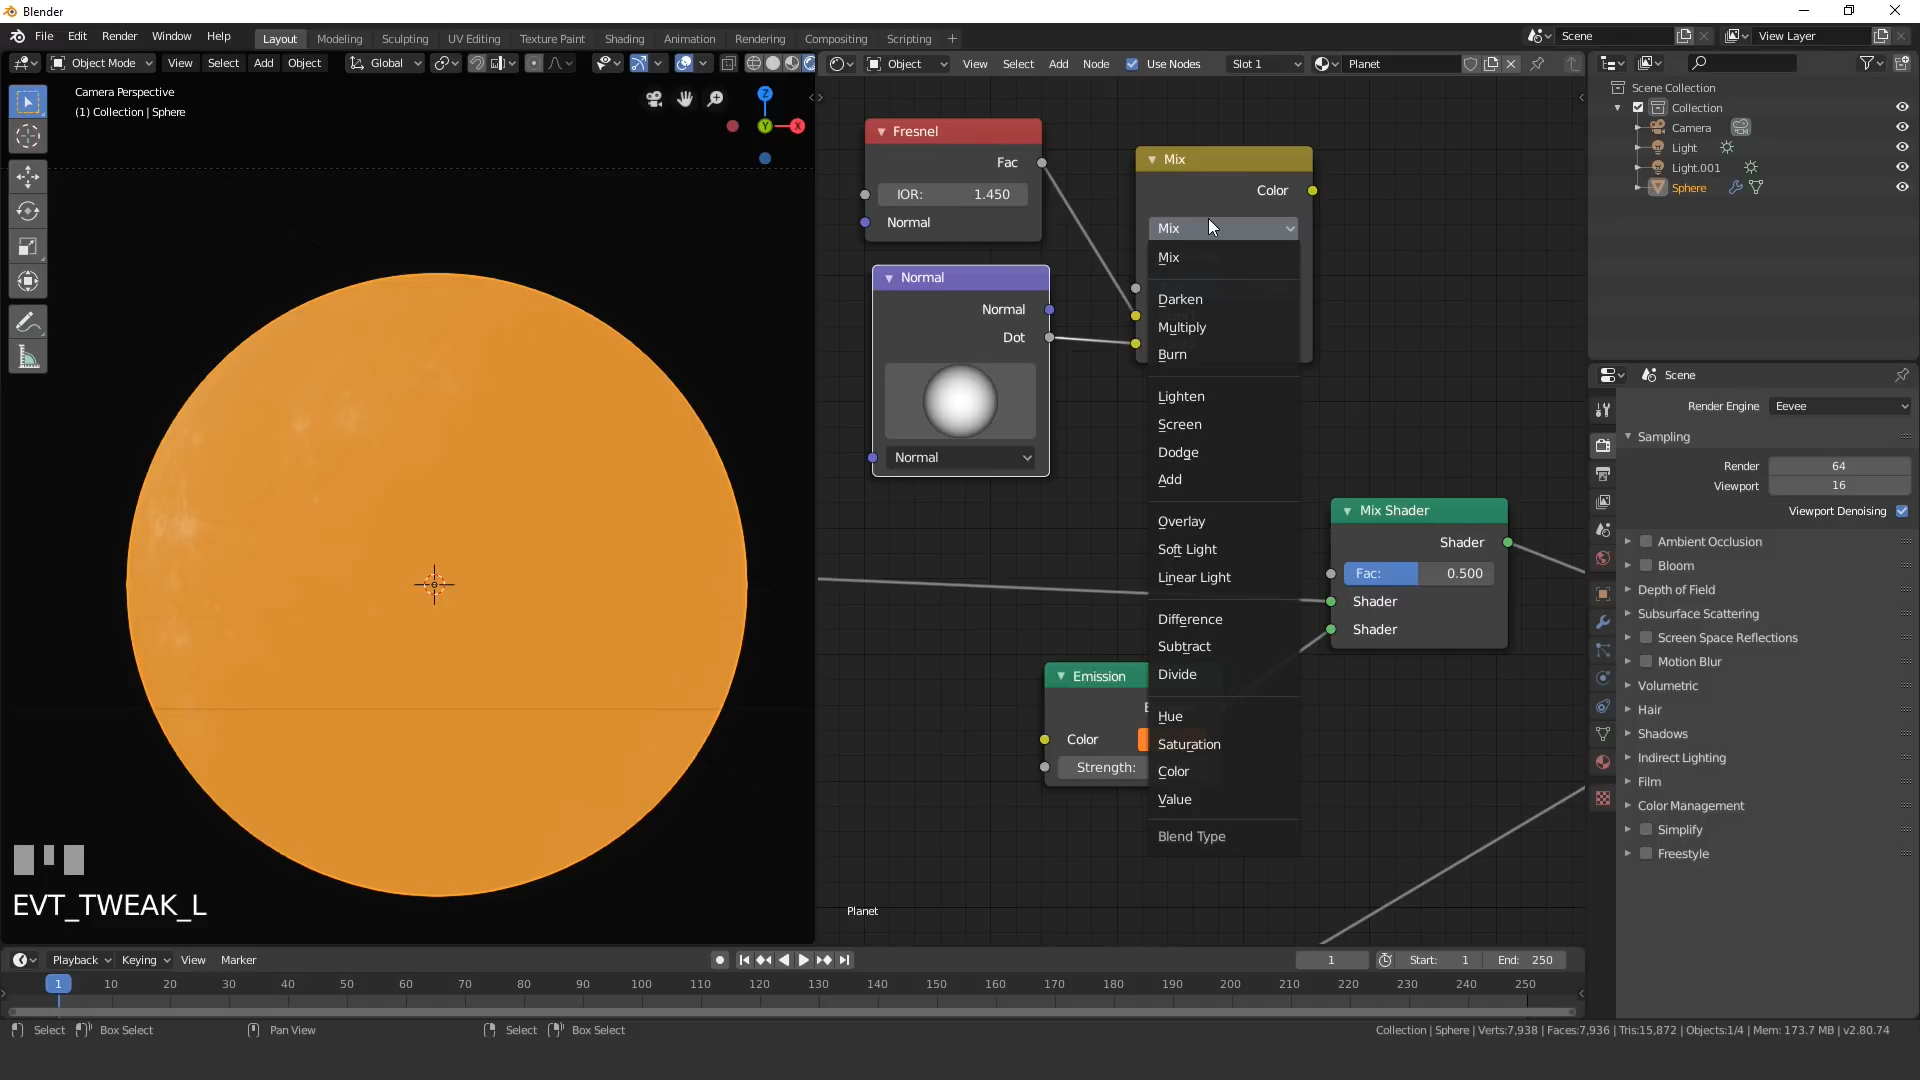 Blender
File Edit Render Window Help
Layout Modeling Sculpting UV Editing Texture Paint Shading Animation Rendering Compositing Scripting +
Scene
View Layer
Object Mode View Select Add Object Global
Object View Select Add Node Use Nodes Slot 1 Planet
Camera Perspective
(1) Collection | Sphere
Z
Y
X
EVT_TWEAK_L
Fresnel
Fac
IOR: 1.450
Normal
Normal
Normal
Dot
Normal
Mix
Color
Mix
Mix
Darken
Multiply
Burn
Lighten
Screen
Dodge
Add
Overlay
Soft Light
Linear Light
Difference
Subtract
Divide
Hue
Saturation
Color
Value
Blend Type
Mix Shader
Shader
Fac: 0.500
Shader
Shader
Emission
Color
Strength:
Planet
Scene Collection
Collection
Camera
Light
Light.001
Sphere
Scene
Render Engine Eevee
Sampling
Render 64
Viewport 16
Viewport Denoising
Ambient Occlusion
Bloom
Depth of Field
Subsurface Scattering
Screen Space Reflections
Motion Blur
Volumetric
Hair
Shadows
Indirect Lighting
Film
Color Management
Simplify
Freestyle
Playback Keying View Marker
1 Start: 1 End: 250
1 10 20 30 40 50 60 70 80 90 100 110 120 130 140 150 160 170 180 190 200 210 220 230 240 250
Select Box Select Pan View Select Box Select
Collection | Sphere | Verts:7,938 | Faces:7,936 | Tris:15,872 | Objects:1/4 | Mem: 173.7 MB | v2.80.74